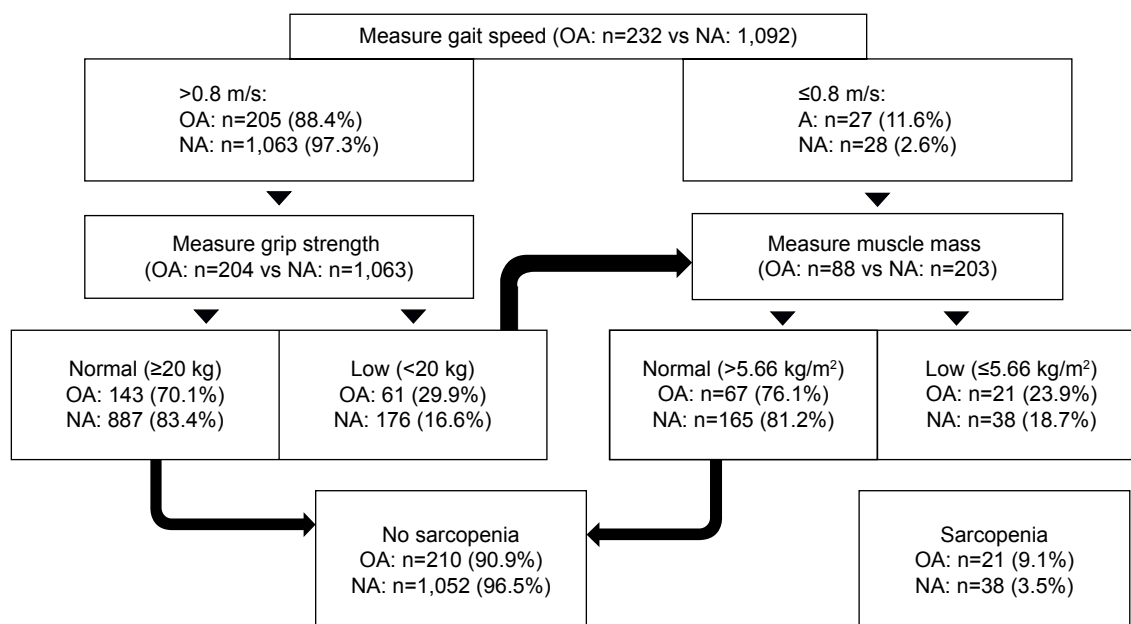 Measure gait speed (OA: n=232 vs NA: 1,092)
>0.8 m/s:
OA: n=205 (88.4%)
NA: n=1,063 (97.3%)
≤0.8 m/s:
A: n=27 (11.6%)
NA: n=28 (2.6%)
Measure grip strength
(OA: n=204 vs NA: n=1,063)
Measure muscle mass
(OA: n=88 vs NA: n=203)
Normal (≥20 kg)
OA: 143 (70.1%)
NA: 887 (83.4%)
Low (<20 kg)
OA: 61 (29.9%)
NA: 176 (16.6%)
Normal (>5.66 kg/m²)
OA: n=67 (76.1%)
NA: n=165 (81.2%)
Low (≤5.66 kg/m²)
OA: n=21 (23.9%)
NA: n=38 (18.7%)
No sarcopenia
OA: n=210 (90.9%)
NA: n=1,052 (96.5%)
Sarcopenia
OA: n=21 (9.1%)
NA: n=38 (3.5%)